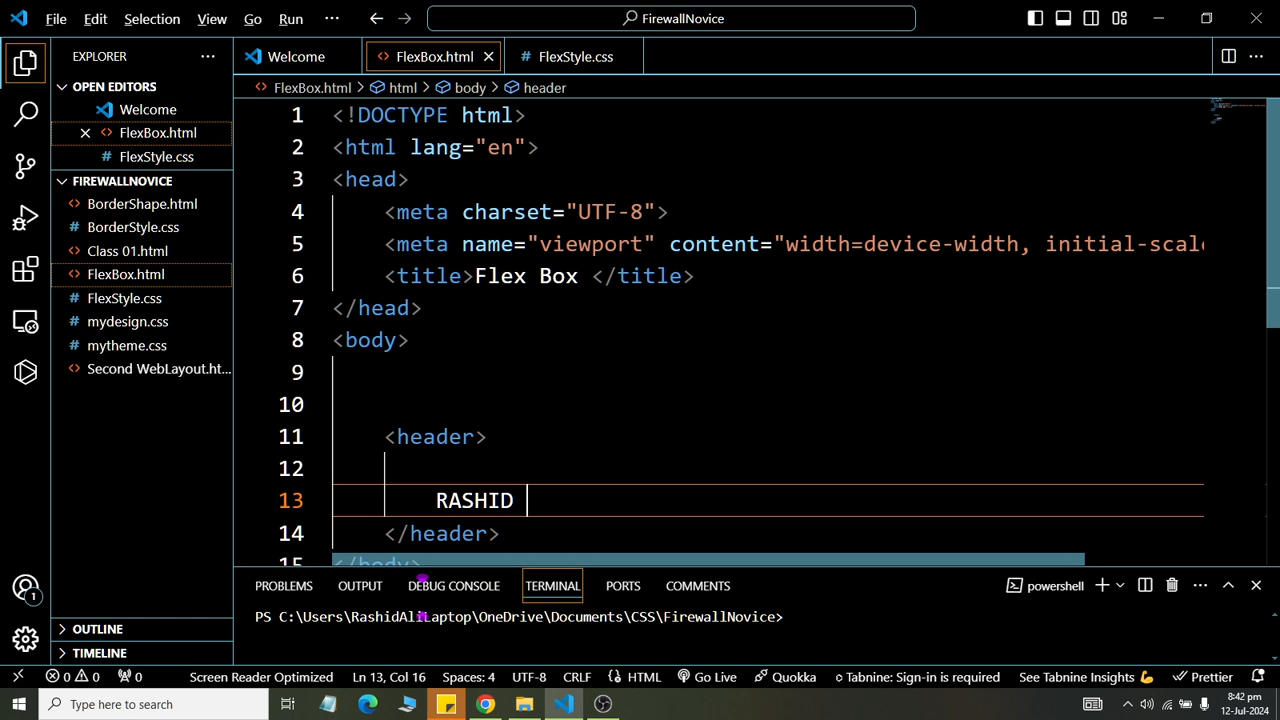 File Edit Selection View Go Run ··· FirewallNovice
EXPLORER ···
OPEN EDITORS
Welcome
FlexBox.html
FlexStyle.css
FIREWALLNOVICE
BorderShape.html
BorderStyle.css
Class 01.html
FlexBox.html
FlexStyle.css
mydesign.css
mytheme.css
Second WebLayout.ht...
OUTLINE
TIMELINE
1
Welcome FlexBox.html FlexStyle.css ···
FlexBox.html > html > body > header
1 <!DOCTYPE html>
2 <html lang="en">
3 <head>
4 <meta charset="UTF-8">
5 <meta name="viewport" content="width=device-width, initial-scale
6 <title>Flex Box </title>
7 </head>
8 <body>
9
10
11 <header>
12
13 RASHID
14 </header>
15 </body>
PROBLEMS OUTPUT DEBUG CONSOLE TERMINAL PORTS COMMENTS powershell ···
PS C:\Users\RashidAliLaptop\OneDrive\Documents\CSS\FirewallNovice>
0 0 0 Screen Reader Optimized Ln 13, Col 16 Spaces: 4 UTF-8 CRLF HTML Go Live Quokka Tabnine: Sign-in is required See Tabnine Insights Prettier
Type here to search 8:42 pm
12-Jul-2024